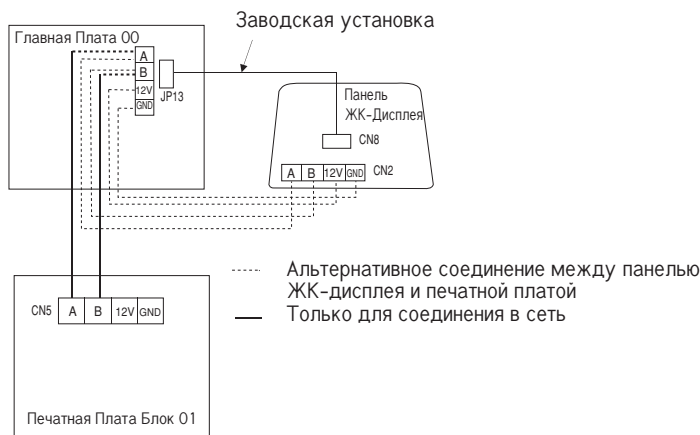 Заводская установка
Главная Плата 00
A
B
12V
GND
JP13
Панель
ЖК-Дисплея
CN8
A B 12V GND CN2
Альтернативное соединение между панелью
ЖК-дисплея и печатной платой
Только для соединения в сеть
CN5 A B 12V GND
Печатная Плата Блок 01